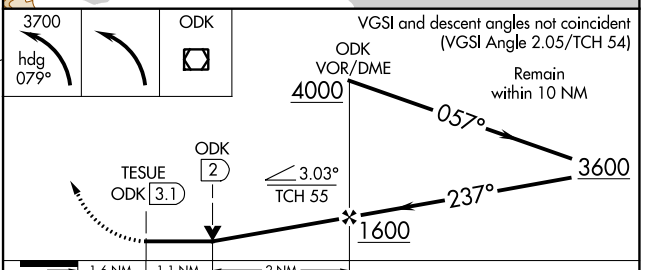 3700
hdg
079°
ODK
VGSI and descent angles not coincident
(VGSI Angle 2.05/TCH 54)
ODK
VOR/DME
4000
Remain
within 10 NM
057°
3600
237°
1600
3.03°
TCH 55
ODK
2
TESUE
ODK 3.1
1.6 NM
1.1 NM
2 NM